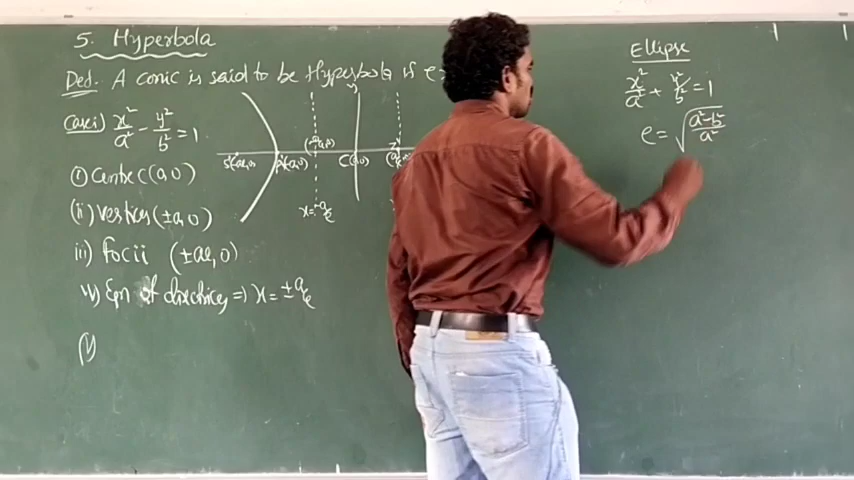 5. Hyperbola
Def. A conic is said to be Hyperbola if e>
Case i) x²/a² - y²/b² = 1
(i) Centre C(0,0)
(ii) vertices (±a,0)
iii) focii (±ae,0)
iv) Eqn of directrices => x = ±a/e
(v)
S'(-ae,0) A'(-a,0) C(0,0)
x = -a/e
Ellipse
x²/a² + y²/b² = 1
e = √(a²-b²/a²)